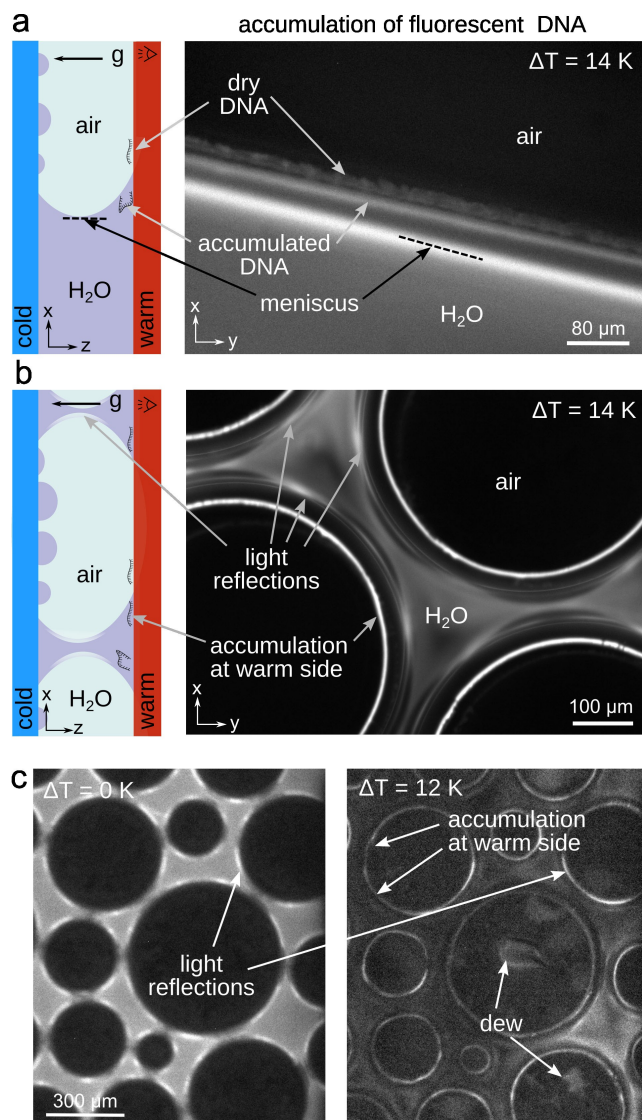 accumulation of fluorescent DNA
a
g
air
H₂O
x
z
cold
warm
dry
DNA
accumulated
DNA
meniscus
ΔT = 14 K
air
H₂O
x
y
80 µm
b
g
air
H₂O
x
z
cold
warm
light
reflections
accumulation
at warm side
ΔT = 14 K
air
H₂O
x
y
100 µm
c
ΔT = 0 K
light
reflections
300 µm
ΔT = 12 K
accumulation
at warm side
dew